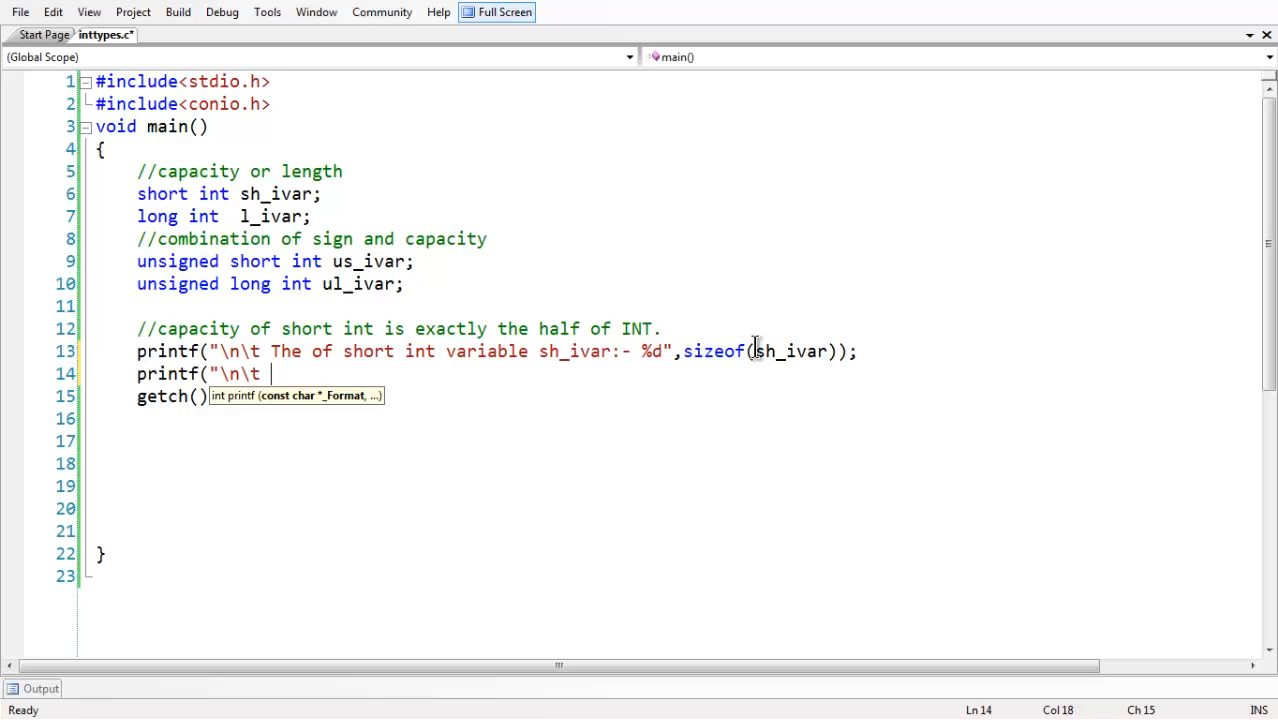 File Edit View Project Build Debug Tools Window Community Help Full Screen
Start Page inttypes.c*
(Global Scope) main()
1 #include<stdio.h>
2 #include<conio.h>
3 void main()
4 {
5 //capacity or length
6 short int sh_ivar;
7 long int  l_ivar;
8 //combination of sign and capacity
9 unsigned short int us_ivar;
10 unsigned long int ul_ivar;
11
12 //capacity of short int is exactly the half of INT.
13 printf("\n\t The of short int variable sh_ivar:- %d",sizeof(sh_ivar));
14 printf("\n\t
15 getch() int printf (const char *_Format, ...)
16
17
18
19
20
21
22 }
23
Output
Ready Ln 14 Col 18 Ch 15 INS